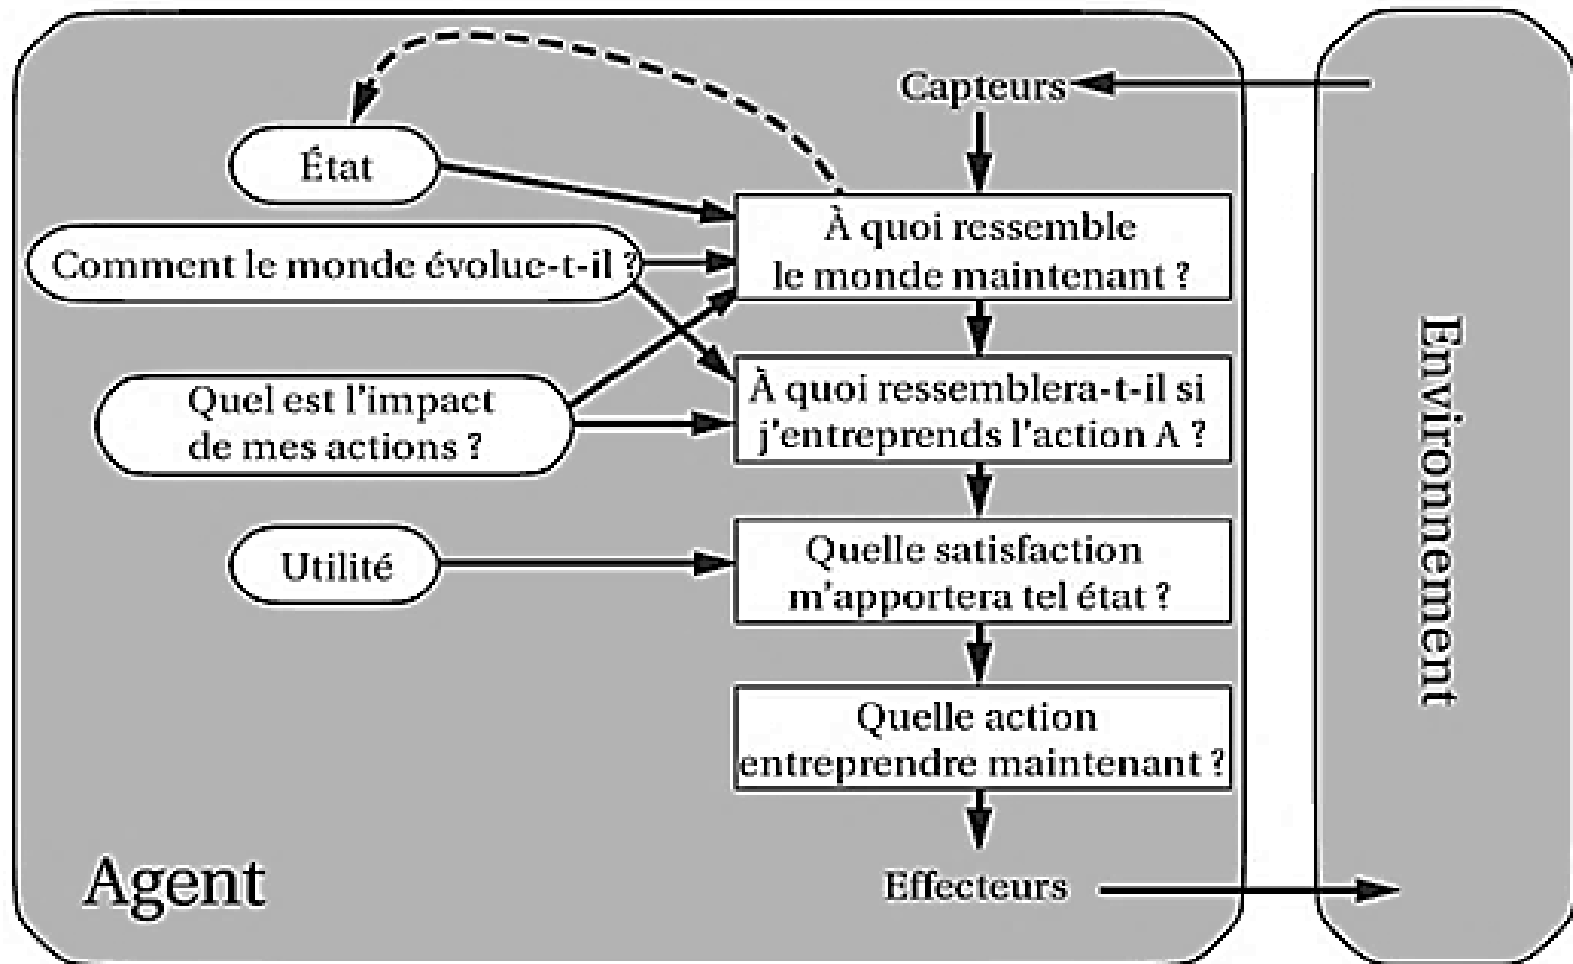 Capteurs
État
À quoi ressemble
le monde maintenant ?
Comment le monde évolue-t-il ?
Quel est l'impact
de mes actions ?
À quoi ressemblera-t-il si
j'entreprends l'action A ?
Utilité
Quelle satisfaction
m'apportera tel état ?
Quelle action
entreprendre maintenant ?
Agent
Effecteurs
Environnement